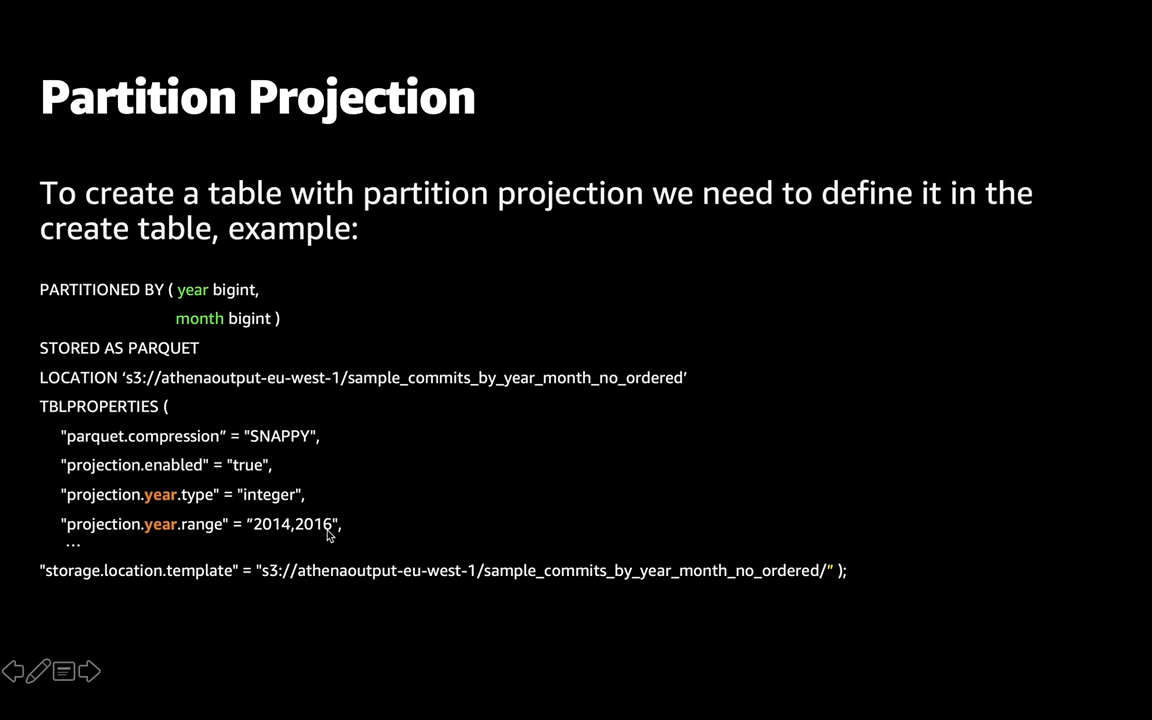 Partition Projection
To create a table with partition projection we need to define it in the
create table, example:
PARTITIONED BY ( year bigint,
month bigint )
STORED AS PARQUET
LOCATION ‘s3://athenaoutput-eu-west-1/sample_commits_by_year_month_no_ordered’
TBLPROPERTIES (
"parquet.compression” = "SNAPPY",
"projection.enabled" = "true",
"projection.year.type" = "integer",
"projection.year.range" = ”2014,2016",
...
"storage.location.template" = "s3://athenaoutput-eu-west-1/sample_commits_by_year_month_no_ordered/” );